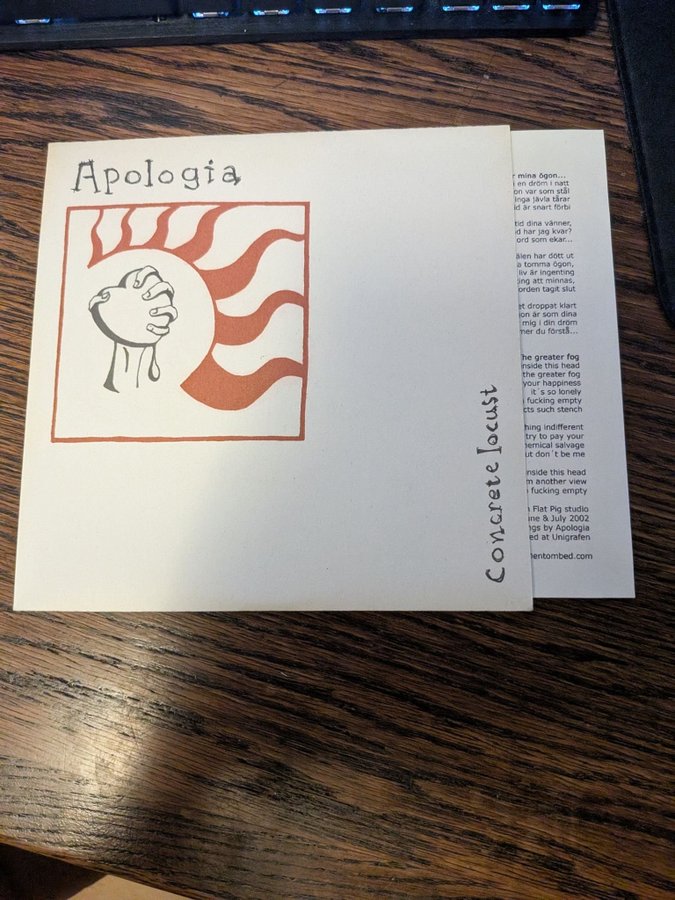 Apologia
Concrete locust
mina ögon...
en dröm i natt
on var som stål
inga jävla tårar
d är snart förbi
tid dina vänner,
d har jag kvar?
ord som ekar...
älen har dött ut
a tomma ögon,
liv är ingenting
ing att minnas,
orden tagit slut
et droppat klart
on är som dina
mig i din dröm
mer du förstå...
he greater fog
nside this head
the greater fog
your happiness
it´s so lonely
fucking empty
cts such stench
hing indifferent
try to pay your
emical salvage
ut don´t be me
nside this head
m another view
fucking empty
Flat Pig studio
ne & July 2002
ngs by Apologia
ed at Unigrafen
entombed.com